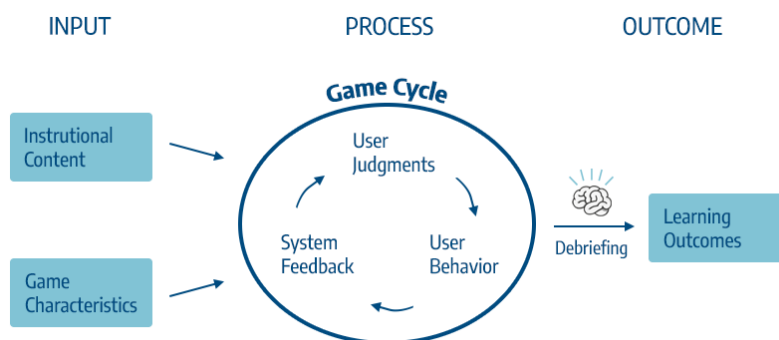 INPUT
PROCESS
OUTCOME
Game Cycle
Instrutional
Content
Game
Characteristics
User
Judgments
User
Behavior
System
Feedback
Debriefing
Learning
Outcomes